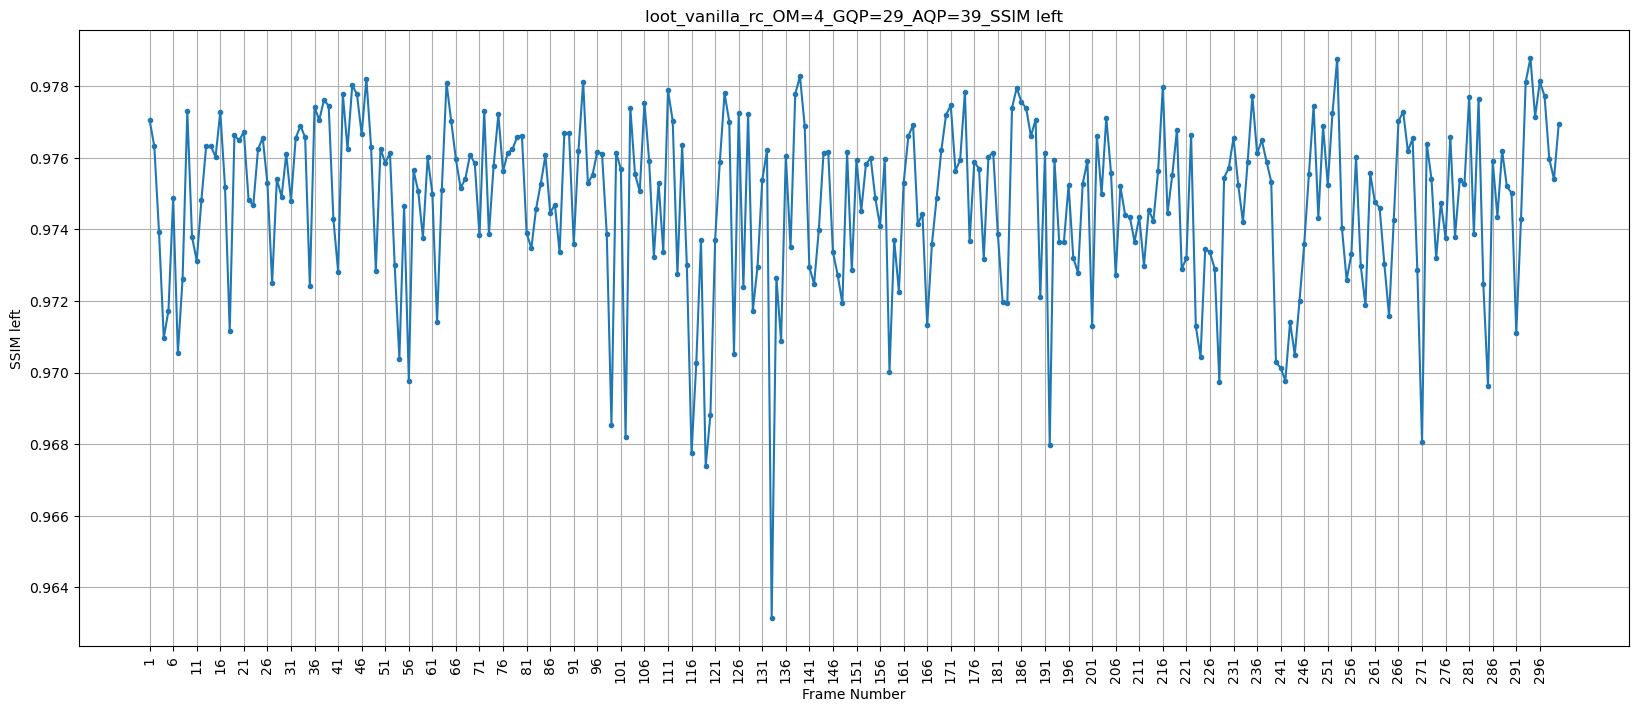 loot_vanilla_rc_OM=4_GQP=29_AQP=39_SSIM left
SSIM left
0.978
0.976
0.974
0.972
0.970
0.968
0.966
0.964
1 6 11 16 21 26 31 36 41 46 51 56 61 66 71 76 81 86 91 96 101 106 111 116 121 126 131 136 141 146 151 156 161 166 171 176 181 186 191 196 201 206 211 216 221 226 231 236 241 246 251 256 261 266 271 276 281 286 291 296
Frame Number